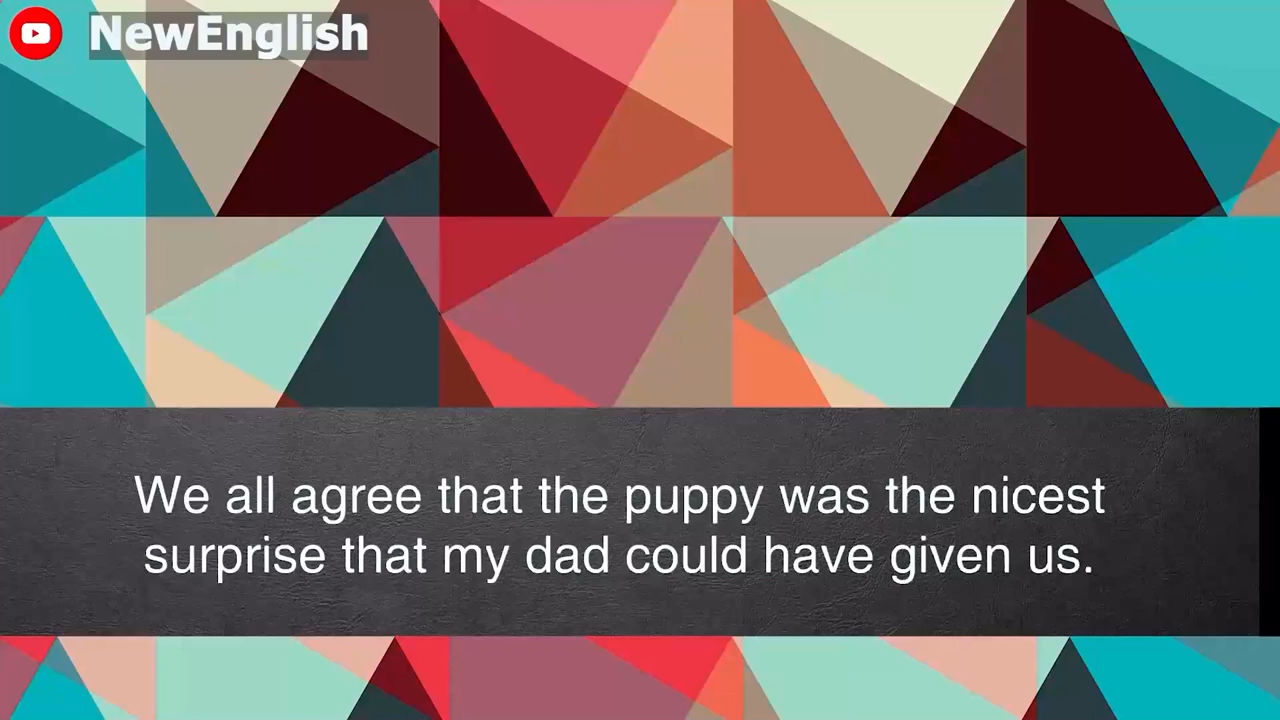 NewEnglish
We all agree that the puppy was the nicest
surprise that my dad could have given us.